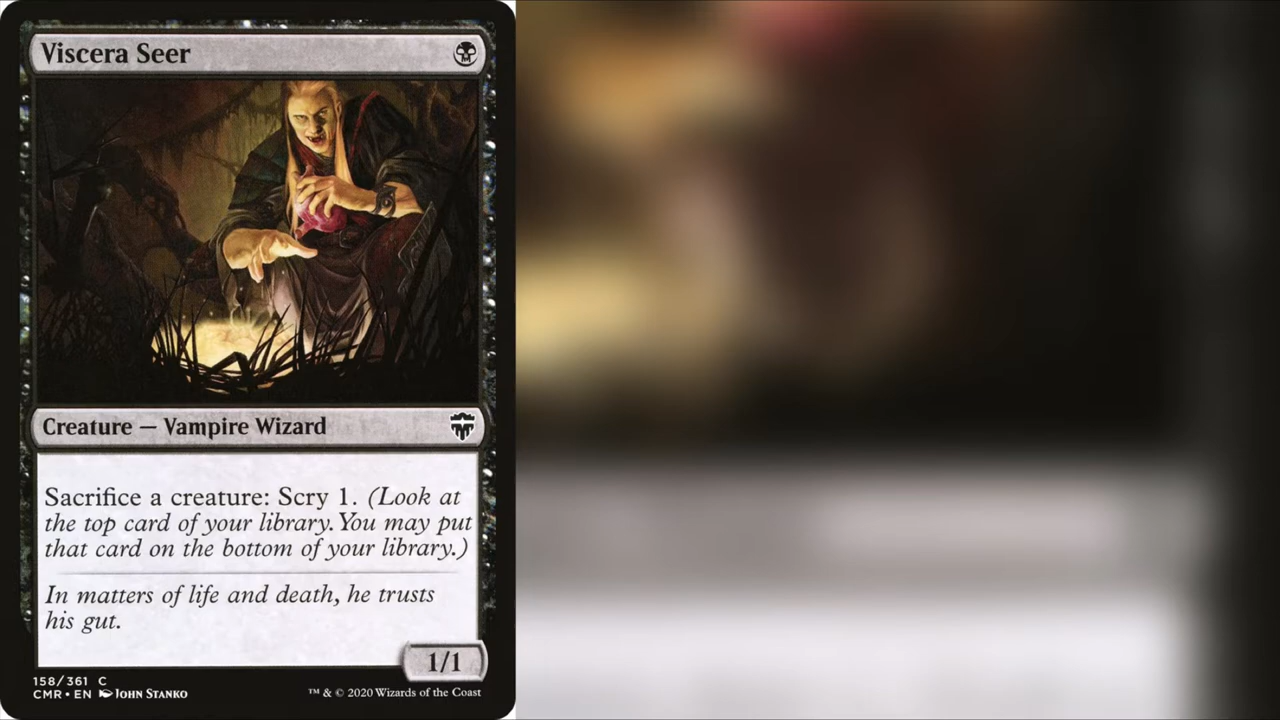 Viscera Seer
Creature — Vampire Wizard
Sacrifice a creature: Scry 1. (Look at
the top card of your library. You may put
that card on the bottom of your library.)
In matters of life and death, he trusts
his gut.
1/1
158/361 C
CMR • EN John Stanko
™ & © 2020 Wizards of the Coast